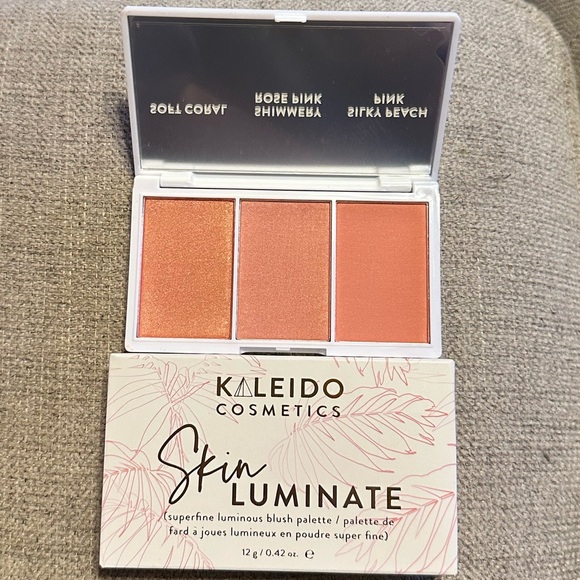 SOFT CORAL
SHIMMERY
ROSE PINK
SILKY PEACH
PINK
KALEIDO
COSMETICS
Skin
LUMINATE
(superfine luminous blush palette / palette de
fard à joues lumineux en poudre super fine)
12 g / 0.42 oz. ℮